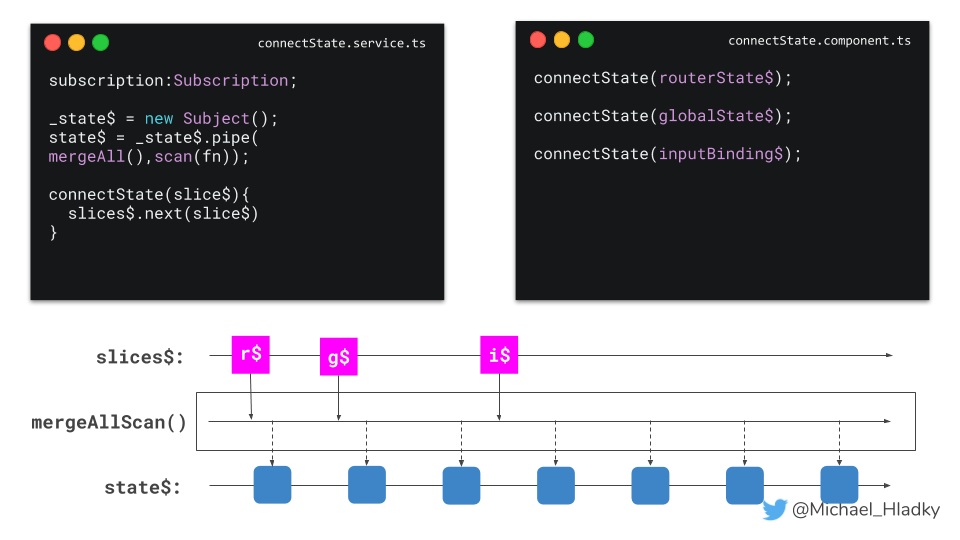 connectState.service.ts
subscription:Subscription;
_state$ = new Subject();
state$ = _state$.pipe(
mergeAll(),scan(fn));
connectState(slice$){
  slices$.next(slice$)
}
connectState.component.ts
connectState(routerState$);
connectState(globalState$);
connectState(inputBinding$);
slices$:
r$
g$
i$
mergeAllScan()
state$:
@Michael_Hladky